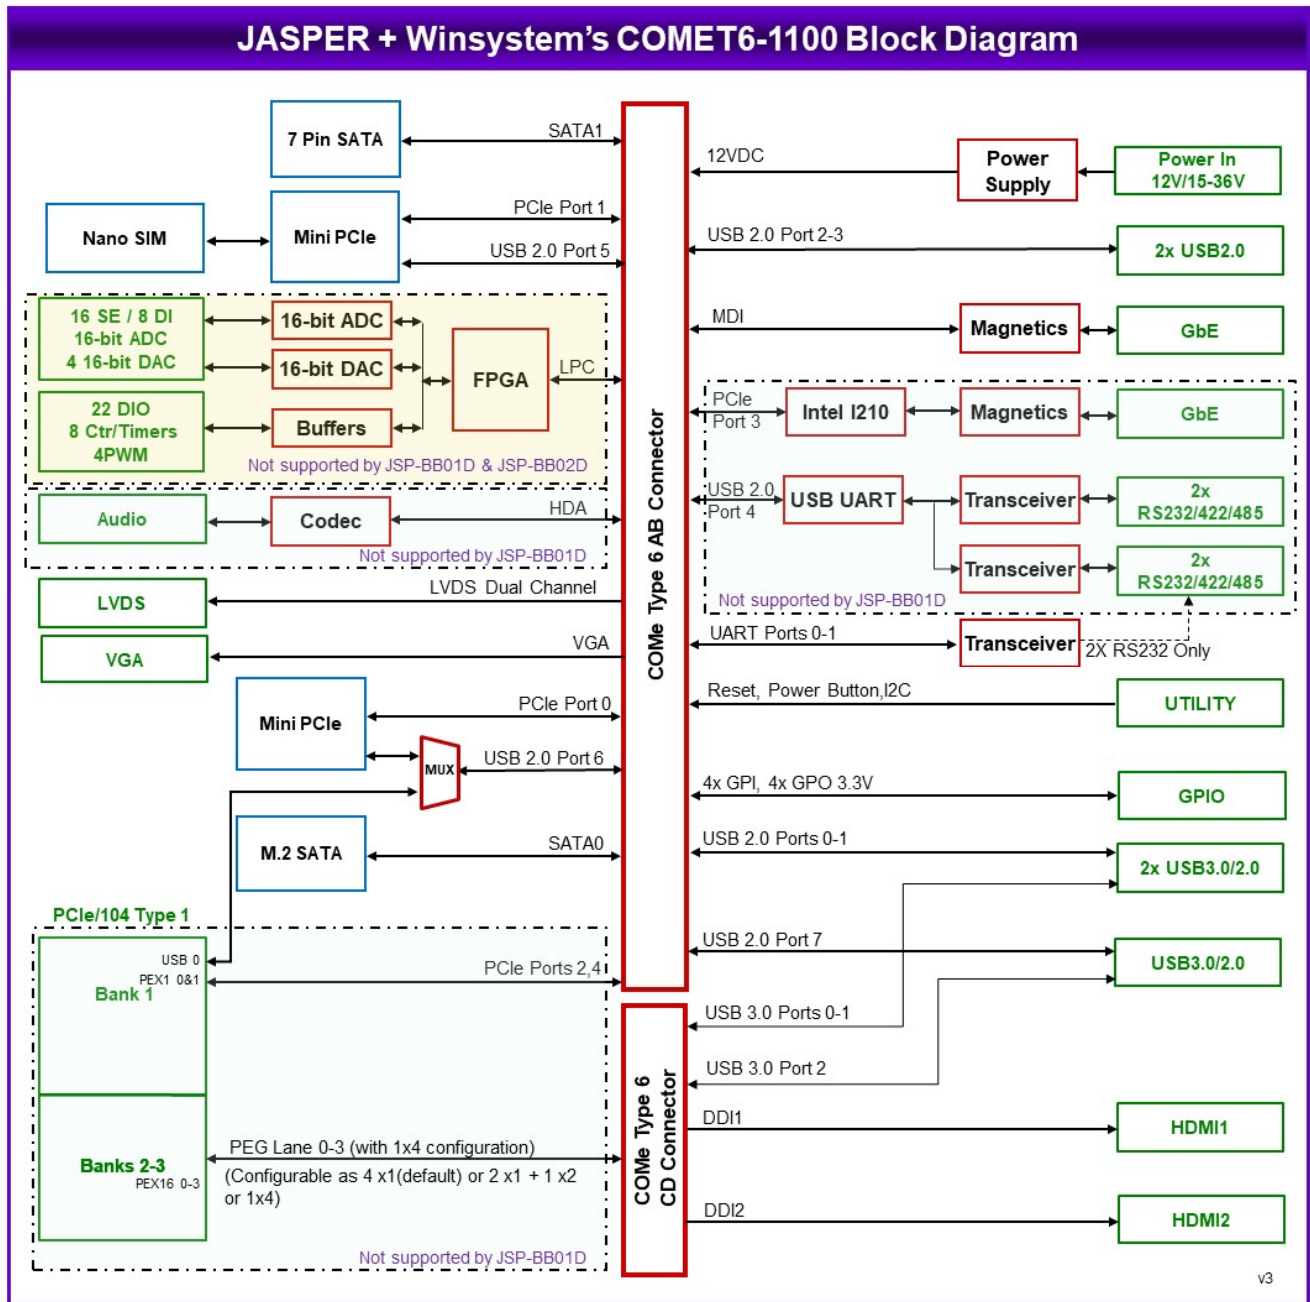 JASPER + Winsystem's COMET6-1100 Block Diagram
7 Pin SATA
SATA1
Nano SIM
Mini PCIe
PCIe Port 1
USB 2.0 Port 5
16 SE / 8 DI
16-bit ADC
4 16-bit DAC
16-bit ADC
16-bit DAC
FPGA
LPC
22 DIO
8 Ctr/Timers
4PWM
Buffers
Not supported by JSP-BB01D & JSP-BB02D
Audio
Codec
HDA
Not supported by JSP-BB01D
LVDS
LVDS Dual Channel
VGA
VGA
Mini PCIe
PCIe Port 0
MUX
USB 2.0 Port 6
M.2 SATA
SATA0
PCIe/104 Type 1
USB 0
PEX1 0&1
Bank 1
PCIe Ports 2,4
Banks 2-3
PEX16 0-3
PEG Lane 0-3 (with 1x4 configuration)
(Configurable as 4 x1(default) or 2 x1 + 1 x2
or 1x4)
Not supported by JSP-BB01D
COMe Type 6 AB Connector
COMe Type 6
CD Connector
12VDC
Power
Supply
Power In
12V/15-36V
USB 2.0 Port 2-3
2x USB2.0
MDI
Magnetics
GbE
PCIe
Port 3
Intel I210
Magnetics
GbE
USB 2.0
Port 4
USB UART
Transceiver
2x
RS232/422/485
Transceiver
2x
RS232/422/485
Not supported by JSP-BB01D
UART Ports 0-1
Transceiver
2X RS232 Only
Reset, Power Button,I2C
UTILITY
4x GPI, 4x GPO 3.3V
GPIO
USB 2.0 Ports 0-1
2x USB3.0/2.0
USB 2.0 Port 7
USB3.0/2.0
USB 3.0 Ports 0-1
USB 3.0 Port 2
DDI1
HDMI1
DDI2
HDMI2
v3